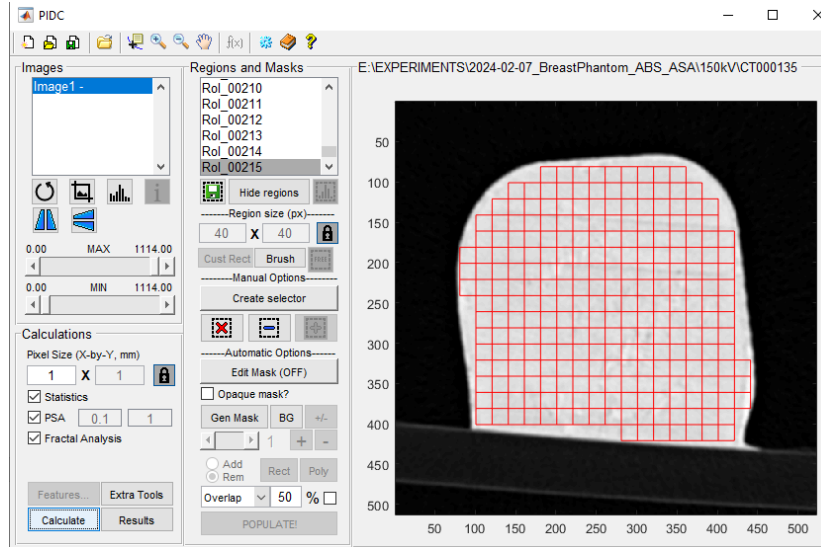 PIDC
Images
Image1 -
0.00 MAX 1114.00
0.00 MIN 1114.00
Calculations
Pixel Size (X-by-Y, mm)
1 X 1
Statistics
PSA 0.1 1
Fractal Analysis
Features... Extra Tools
Calculate Results
Regions and Masks
RoI_00210
RoI_00211
RoI_00212
RoI_00213
RoI_00214
RoI_00215
Hide regions
-------Region size (px)-------
40 X 40
Cust Rect Brush
-------Manual Options-------
Create selector
------Automatic Options------
Edit Mask (OFF)
Opaque mask?
Gen Mask BG +/-
1 + -
Add
Rem
Rect Poly
Overlap 50 %
POPULATE!
E:\EXPERIMENTS\2024-02-07_BreastPhantom_ABS_ASA\150kV\CT000135
50
100
150
200
250
300
350
400
450
500
50 100 150 200 250 300 350 400 450 500